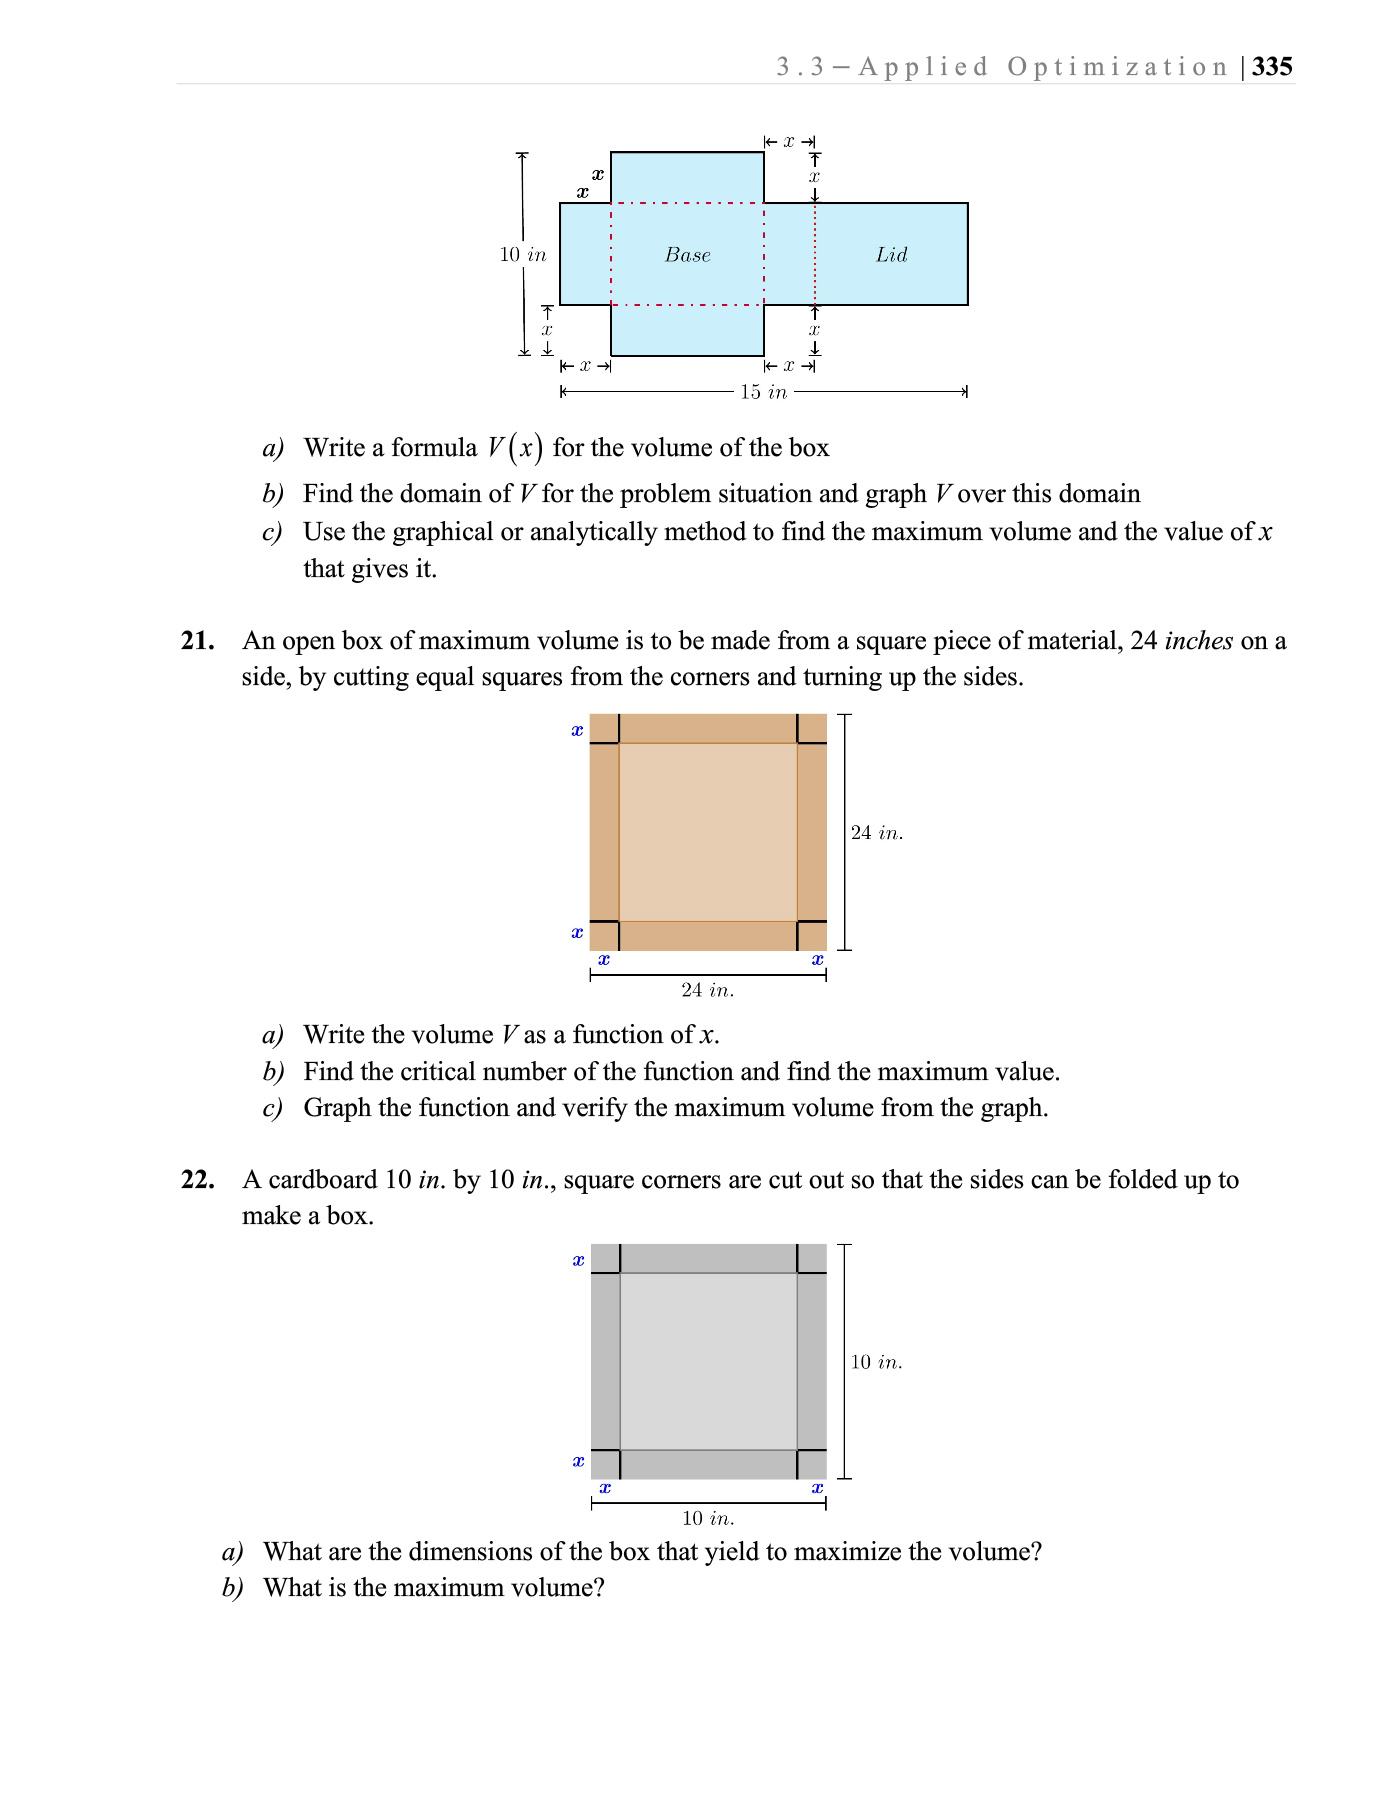 3.3 – Applied Optimization | 335
x
x
x
x
10 in
Base
Lid
x
x
x
x
15 in
a) Write a formula V(x) for the volume of the box
b) Find the domain of V for the problem situation and graph V over this domain
c) Use the graphical or analytically method to find the maximum volume and the value of x
that gives it.
21. An open box of maximum volume is to be made from a square piece of material, 24 inches on a
side, by cutting equal squares from the corners and turning up the sides.
x
24 in.
x
x x
24 in.
a) Write the volume V as a function of x.
b) Find the critical number of the function and find the maximum value.
c) Graph the function and verify the maximum volume from the graph.
22. A cardboard 10 in. by 10 in., square corners are cut out so that the sides can be folded up to
make a box.
x
10 in.
x
x x
10 in.
a) What are the dimensions of the box that yield to maximize the volume?
b) What is the maximum volume?